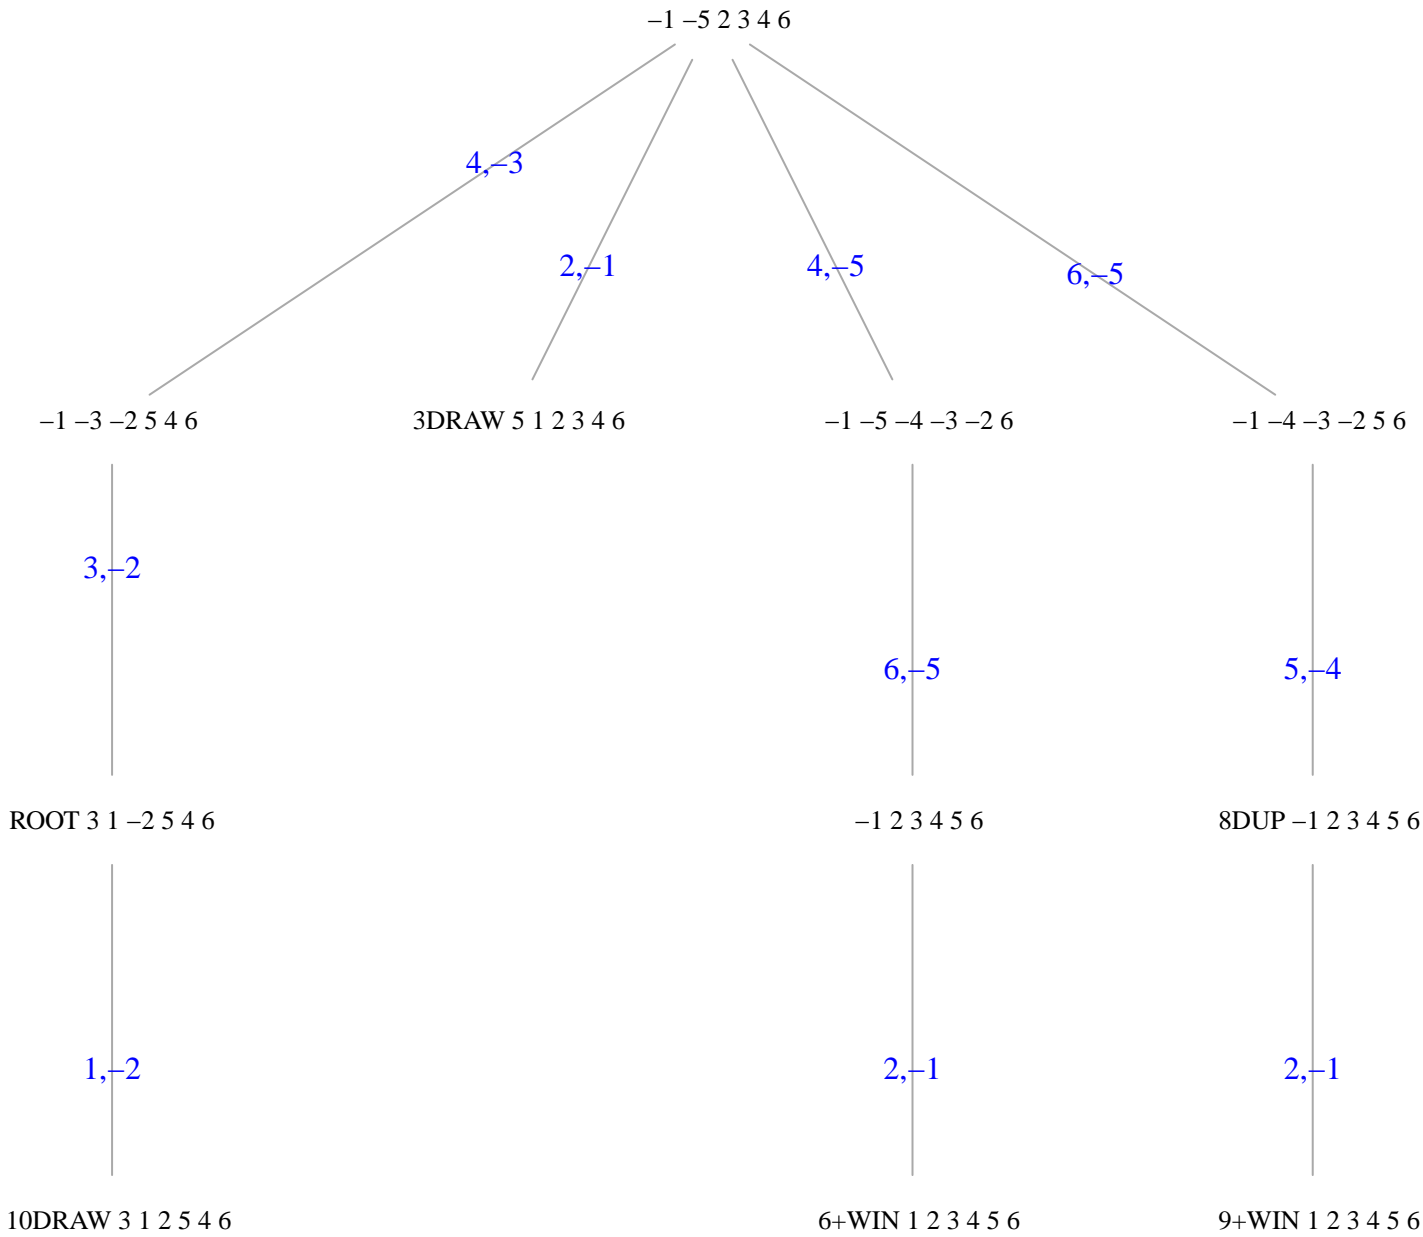 –1 –5 2 3 4 6
4,–3
2,–1
4,–5
6,–5
–1 –3 –2 5 4 6
3DRAW 5 1 2 3 4 6
–1 –5 –4 –3 –2 6
–1 –4 –3 –2 5 6
3,–2
6,–5
5,–4
ROOT 3 1 –2 5 4 6
–1 2 3 4 5 6
8DUP –1 2 3 4 5 6
1,–2
2,–1
2,–1
10DRAW 3 1 2 5 4 6
6+WIN 1 2 3 4 5 6
9+WIN 1 2 3 4 5 6